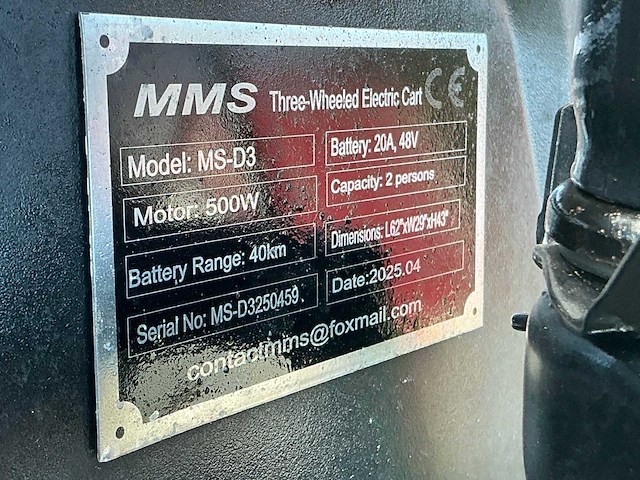 MMS Three-Wheeled Electric Cart CE
Model: MS-D3
Battery: 20A, 48V
Motor: 500W
Capacity: 2 persons
Battery Range: 40km
Dimensions: L62"xW29"xH43"
Serial No: MS-D3250459
Date:2025.04
contactmms@foxmail.com